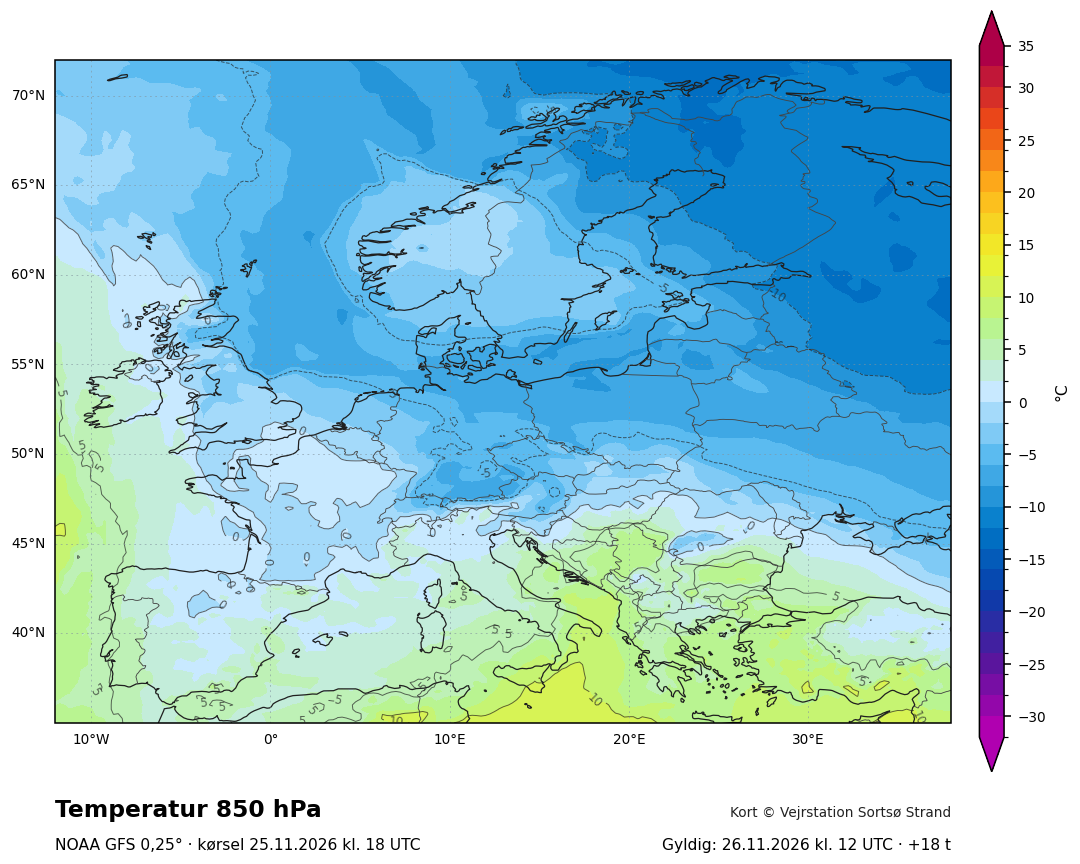 70°N
65°N
60°N
55°N
50°N
45°N
40°N
10°W
0°
10°E
20°E
30°E
35
30
25
20
15
10
5
0
−5
−10
−15
−20
−25
−30
°C
Temperatur 850 hPa
Kort © Vejrstation Sortsø Strand
NOAA GFS 0,25° · kørsel 25.11.2026 kl. 18 UTC
Gyldig: 26.11.2026 kl. 12 UTC · +18 t